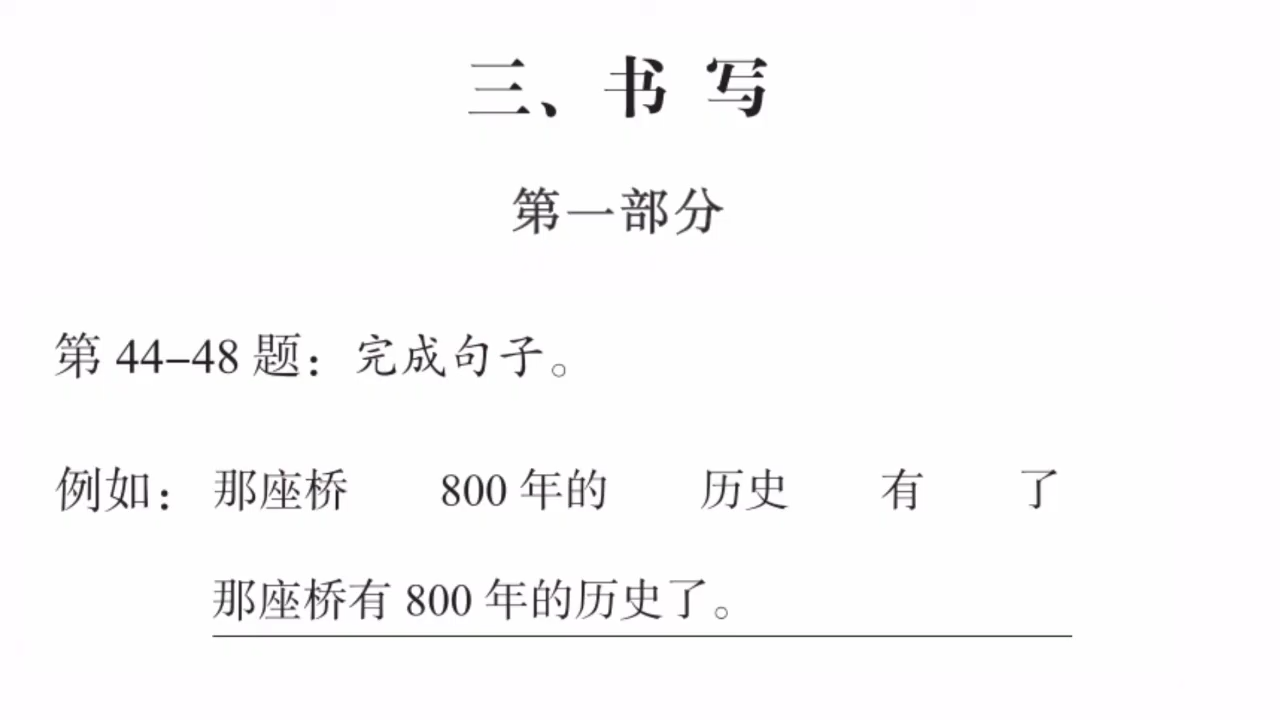 三、书 写
第一部分
第 44–48 题：完成句子。
例如：那座桥 800 年的 历史 有 了
那座桥有 800 年的历史了。